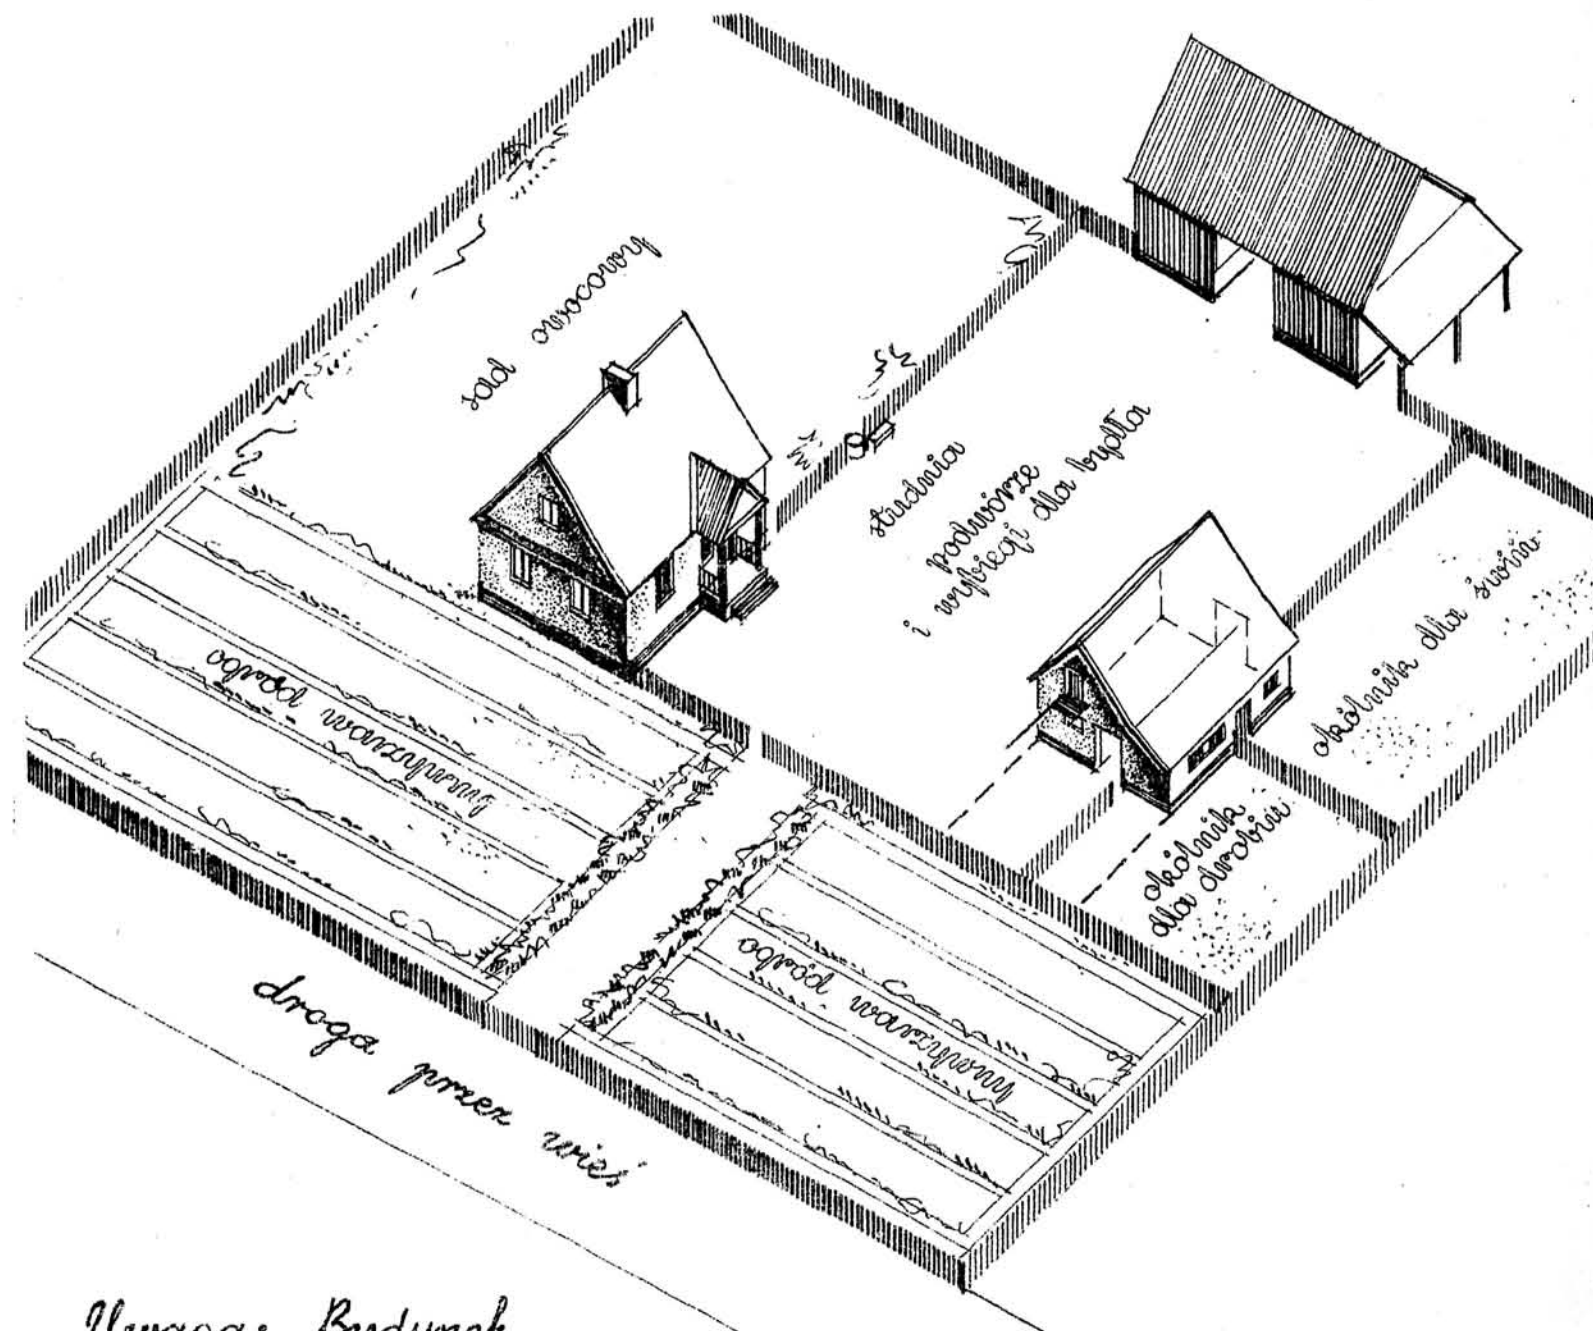 sad owocowy
studnia
podwórze
i wybiegi dla bydła
okólnik dla świń
okólnik
dla drobiu
ogród warzywny
ogród warzywny
droga przez wieś
Uwaga: Budynek